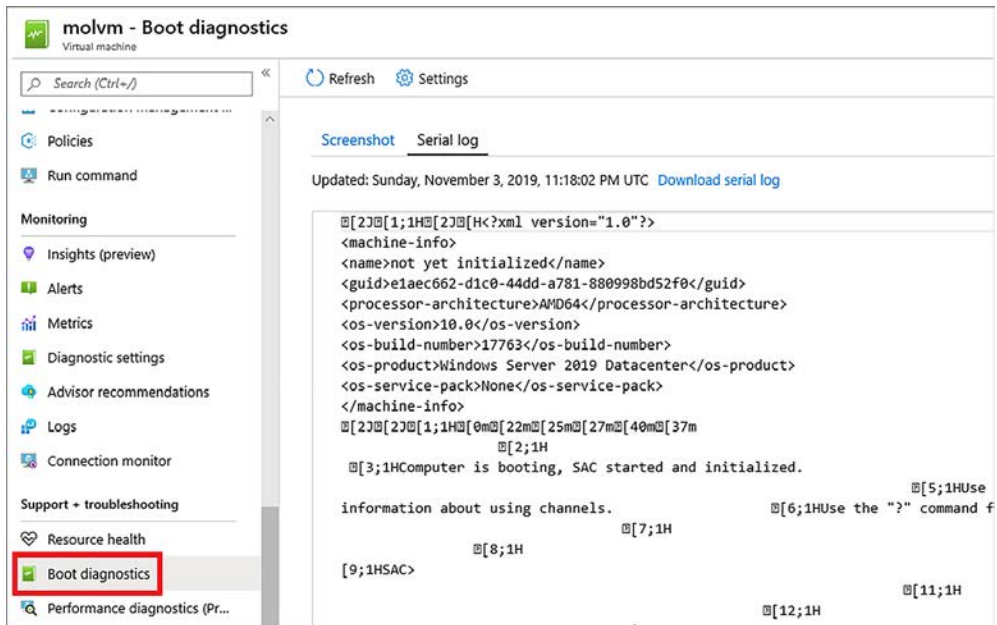 molvm - Boot diagnostics
Virtual machine
Search (Ctrl+/)
Policies
Run command
Monitoring
Insights (preview)
Alerts
Metrics
Diagnostic settings
Advisor recommendations
Logs
Connection monitor
Support + troubleshooting
Resource health
Boot diagnostics
Performance diagnostics (Pr...
Refresh Settings
Screenshot Serial log
Updated: Sunday, November 3, 2019, 11:18:02 PM UTC Download serial log
[2J[1;1H[2J[H<?xml version="1.0"?>
<machine-info>
<name>not yet initialized</name>
<guid>e1aec662-d1c0-44dd-a781-880998bd52f0</guid>
<processor-architecture>AMD64</processor-architecture>
<os-version>10.0</os-version>
<os-build-number>17763</os-build-number>
<os-product>Windows Server 2019 Datacenter</os-product>
<os-service-pack>None</os-service-pack>
</machine-info>
[2J[2J[1;1H[0m[22m[25m[27m[40m[37m
[2;1H
[3;1HComputer is booting, SAC started and initialized.
[5;1HUse
information about using channels. [6;1HUse the "?" command f
[7;1H
[8;1H
[9;1HSAC>
[11;1H
[12;1H